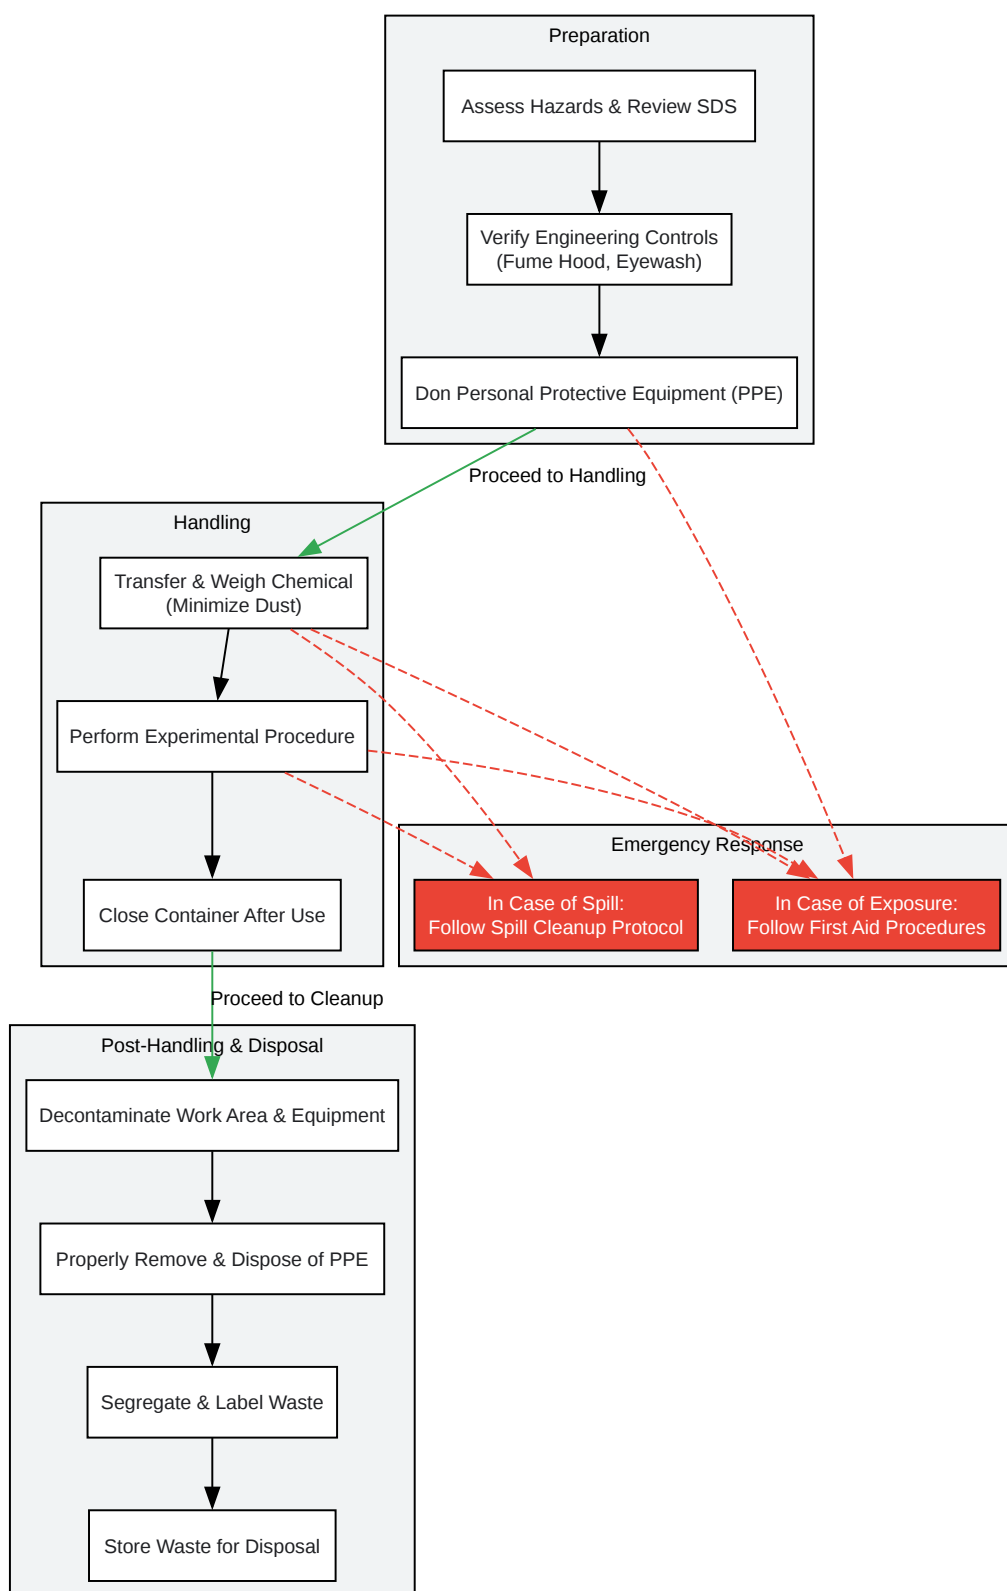 Preparation
Assess Hazards & Review SDS
Verify Engineering Controls
(Fume Hood, Eyewash)
Don Personal Protective Equipment (PPE)
Proceed to Handling
Handling
Transfer & Weigh Chemical
(Minimize Dust)
Perform Experimental Procedure
Close Container After Use
Emergency Response
In Case of Spill:
Follow Spill Cleanup Protocol
In Case of Exposure:
Follow First Aid Procedures
Proceed to Cleanup
Post-Handling & Disposal
Decontaminate Work Area & Equipment
Properly Remove & Dispose of PPE
Segregate & Label Waste
Store Waste for Disposal